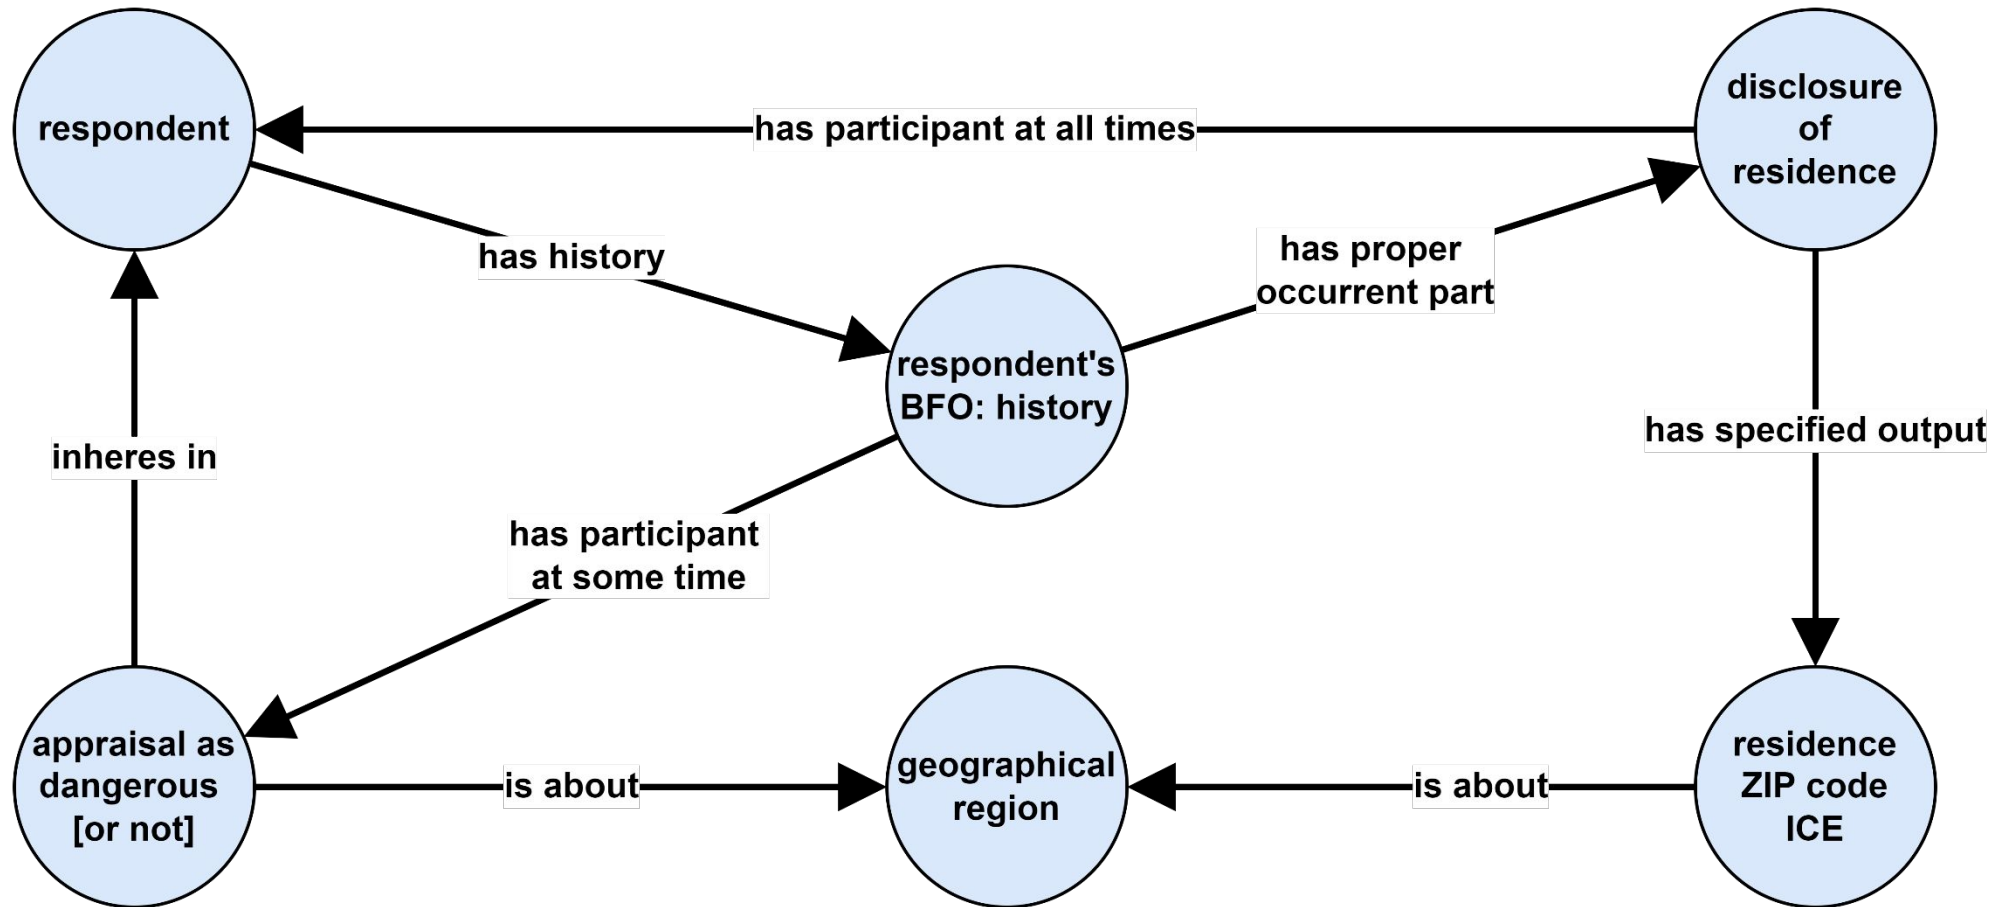 respondent
has participant at all times
disclosure
of
residence
has history
has proper
occurrent part
respondent's
BFO: history
inheres in
has specified output
has participant
at some time
appraisal as
dangerous
[or not]
is about
geographical
region
is about
residence
ZIP code
ICE